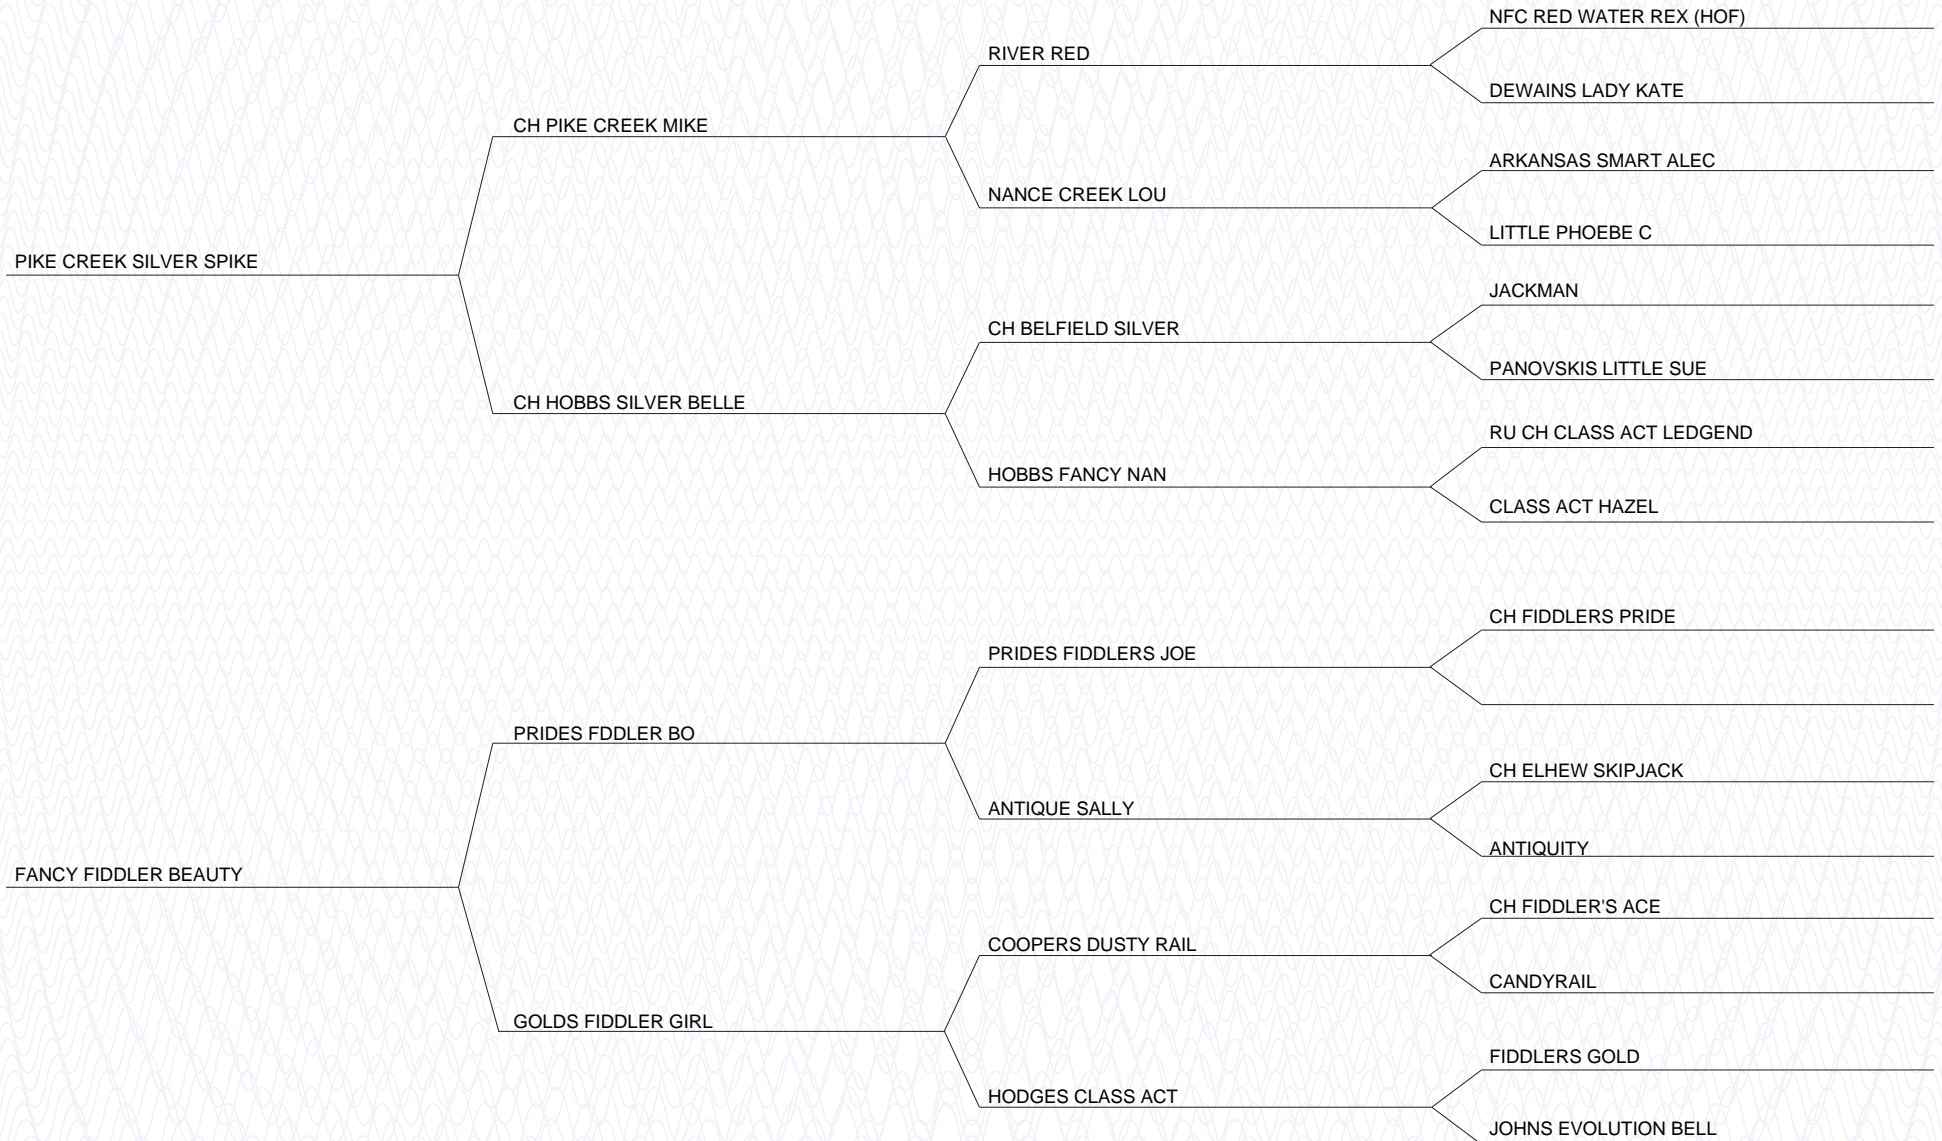 NFC RED WATER REX (HOF)
RIVER RED
DEWAINS LADY KATE
CH PIKE CREEK MIKE
ARKANSAS SMART ALEC
NANCE CREEK LOU
LITTLE PHOEBE C
PIKE CREEK SILVER SPIKE
JACKMAN
CH BELFIELD SILVER
PANOVSKIS LITTLE SUE
CH HOBBS SILVER BELLE
RU CH CLASS ACT LEDGEND
HOBBS FANCY NAN
CLASS ACT HAZEL
CH FIDDLERS PRIDE
PRIDES FIDDLERS JOE
PRIDES FDDLER BO
CH ELHEW SKIPJACK
ANTIQUE SALLY
ANTIQUITY
FANCY FIDDLER BEAUTY
CH FIDDLER'S ACE
COOPERS DUSTY RAIL
CANDYRAIL
GOLDS FIDDLER GIRL
FIDDLERS GOLD
HODGES CLASS ACT
JOHNS EVOLUTION BELL